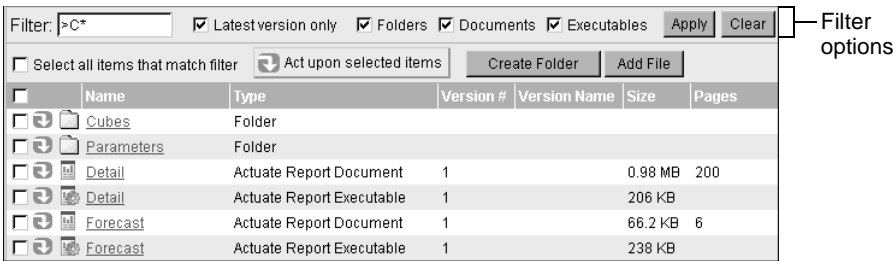 Filter: >C* Latest version only Folders Documents Executables Apply Clear
Filter options
Select all items that match filter Act upon selected items Create Folder Add File
Name Type Version # Version Name Size Pages
Cubes Folder
Parameters Folder
Detail Actuate Report Document 1 0.98 MB 200
Detail Actuate Report Executable 1 206 KB
Forecast Actuate Report Document 1 66.2 KB 6
Forecast Actuate Report Executable 1 238 KB